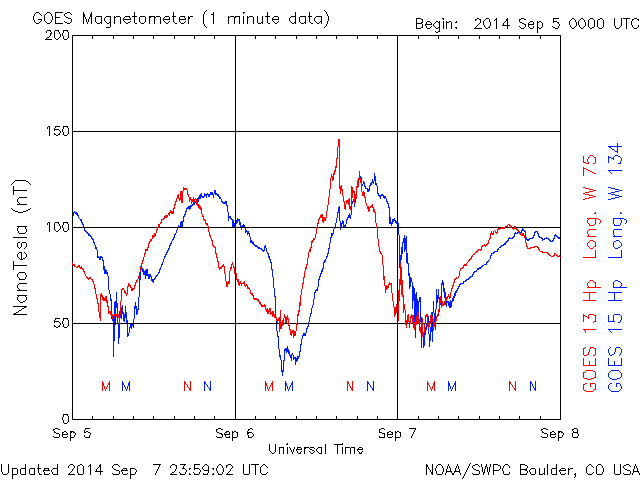 GOES Magnetometer (1 minute data)
Begin: 2014 Sep 5 0000 UTC
200
150
100
50
0
NanoTesla (nT)
M M N N M M N N M M N N
Sep 5 Sep 6 Sep 7 Sep 8
Universal Time
GOES 13 Hp Long. W 75
GOES 15 Hp Long. W 134
Updated 2014 Sep 7 23:59:02 UTC
NOAA/SWPC Boulder, CO USA